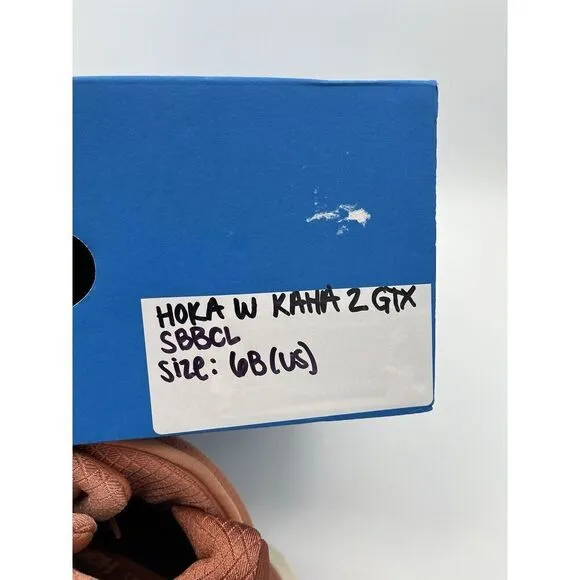 HOKA W KAHA 2 GTX
SBBCL
Size: 6B (US)